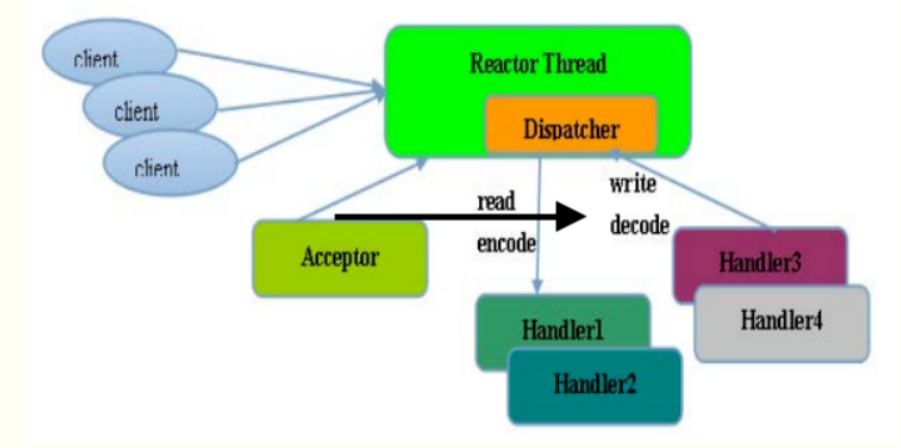 client
client
client
Reactor Thread
Dispatcher
read
encode
write
decode
Acceptor
Handler3
Handler4
Handler1
Handler2